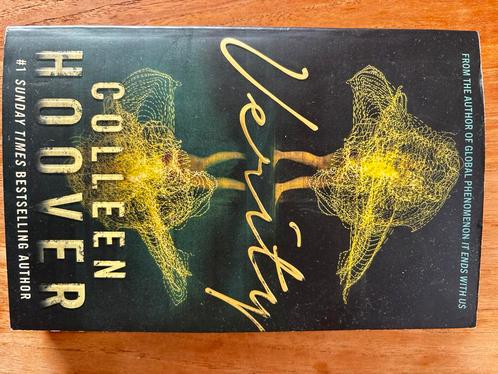 FROM THE AUTHOR OF GLOBAL PHENOMENON IT ENDS WITH US
Verity
COLLEEN
HOOVER
#1 SUNDAY TIMES BESTSELLING AUTHOR